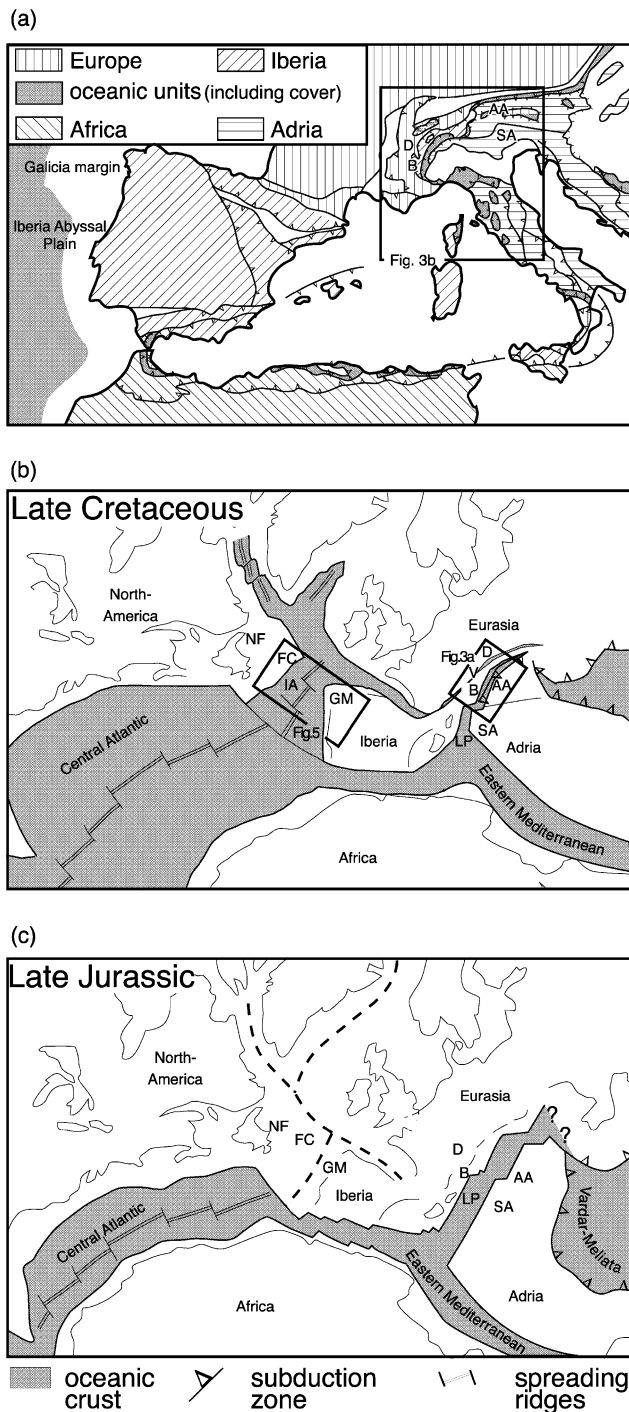 (a)
Europe
Iberia
oceanic units (including cover)
Africa
Adria
Galicia margin
Iberia Abyssal
Plain
AA
D
SA
B
Fig. 3b
(b)
Late Cretaceous
North-
America
NF
FC
IA
GM
Fig.5
Iberia
Central Atlantic
Eurasia
Fig.3a
D
V
B
AA
SA
LP
Adria
Eastern Mediterranean
Africa
(c)
Late Jurassic
North-
America
NF
FC
GM
Iberia
Eurasia
?
?
D
B
AA
LP
SA
Vardar-Meliata
Central Atlantic
Africa
Eastern Mediterranean
Adria
oceanic
crust
subduction
zone
spreading
ridges